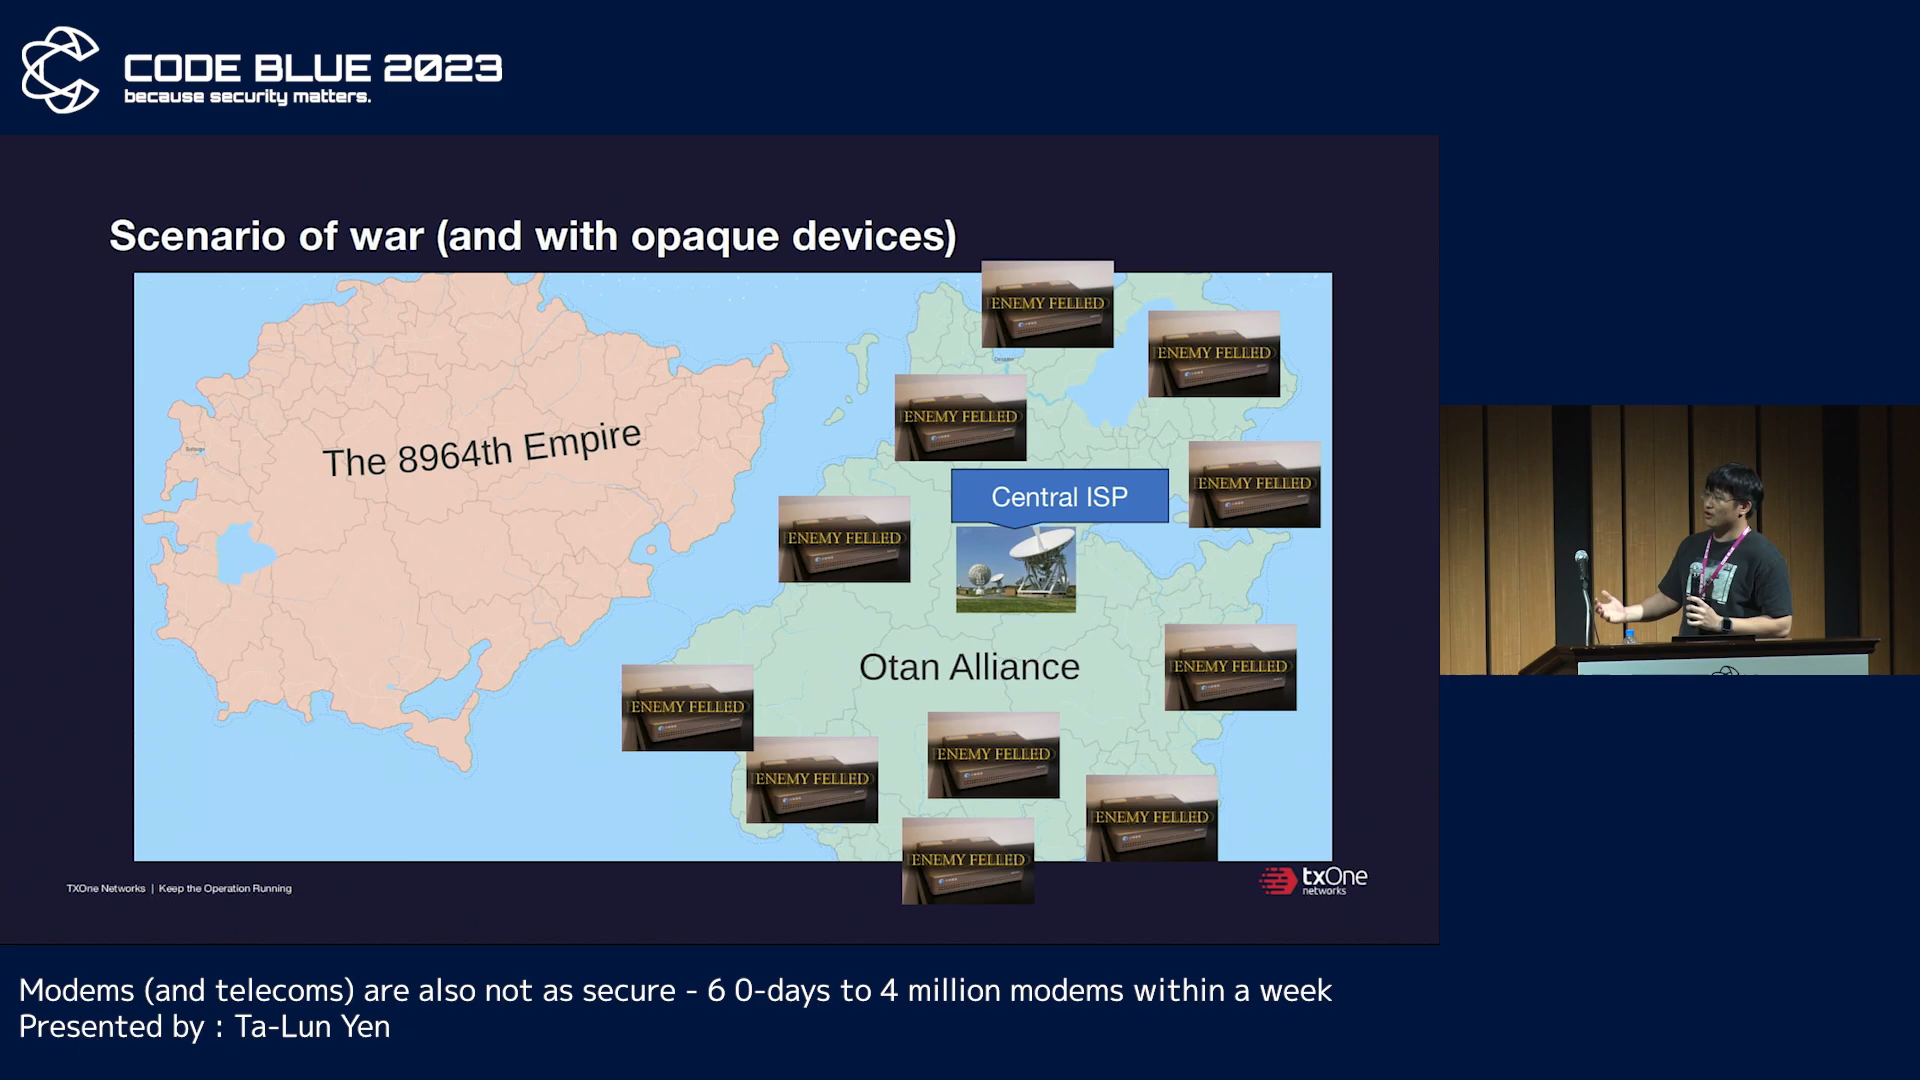 CODE BLUE 2023
because security matters.
Scenario of war (and with opaque devices)
ENEMY FELLED
ENEMY FELLED
ENEMY FELLED
The 8964th Empire
ENEMY FELLED
Central ISP
ENEMY FELLED
Otan Alliance
ENEMY FELLED
ENEMY FELLED
ENEMY FELLED
ENEMY FELLED
ENEMY FELLED
ENEMY FELLED
TXOne Networks | Keep the Operation Running
txOne
networks
Modems (and telecoms) are also not as secure - 6 0-days to 4 million modems within a week
Presented by : Ta-Lun Yen